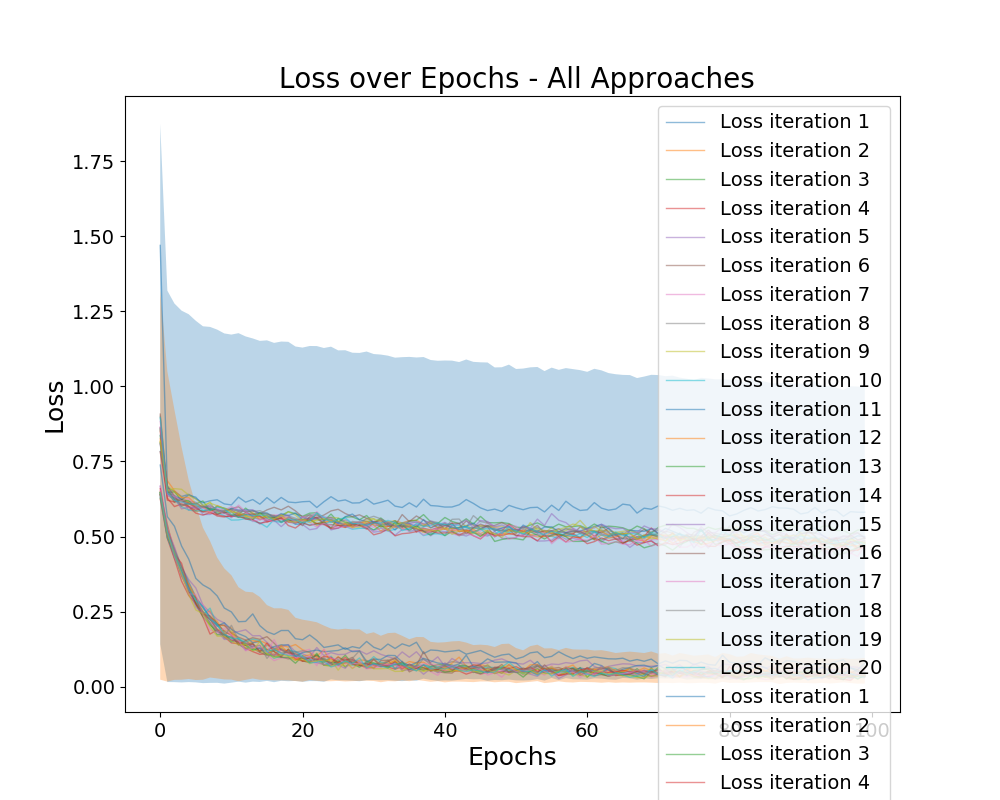 Loss over Epochs - All Approaches
Loss
1.75
1.50
1.25
1.00
0.75
0.50
0.25
0.00
0
20
40
60
80
100
Epochs
Loss iteration 1
Loss iteration 2
Loss iteration 3
Loss iteration 4
Loss iteration 5
Loss iteration 6
Loss iteration 7
Loss iteration 8
Loss iteration 9
Loss iteration 10
Loss iteration 11
Loss iteration 12
Loss iteration 13
Loss iteration 14
Loss iteration 15
Loss iteration 16
Loss iteration 17
Loss iteration 18
Loss iteration 19
Loss iteration 20
Loss iteration 1
Loss iteration 2
Loss iteration 3
Loss iteration 4